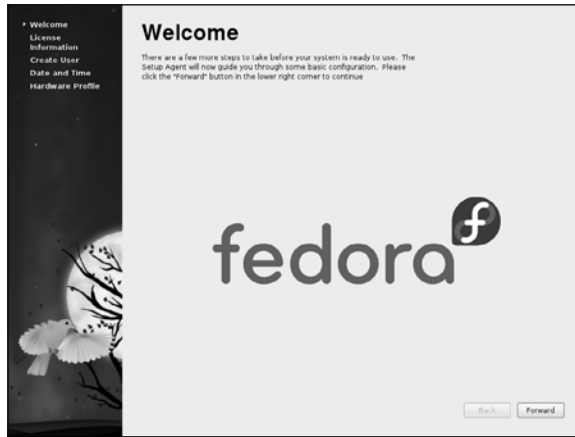 Welcome
License
Information
Create User
Date and Time
Hardware Profile
Welcome
There are a few more steps to take before your system is ready to use. The
Setup Agent will now guide you through some basic configuration. Please
click the "Forward" button in the lower right corner to continue
fedora
Back
Forward